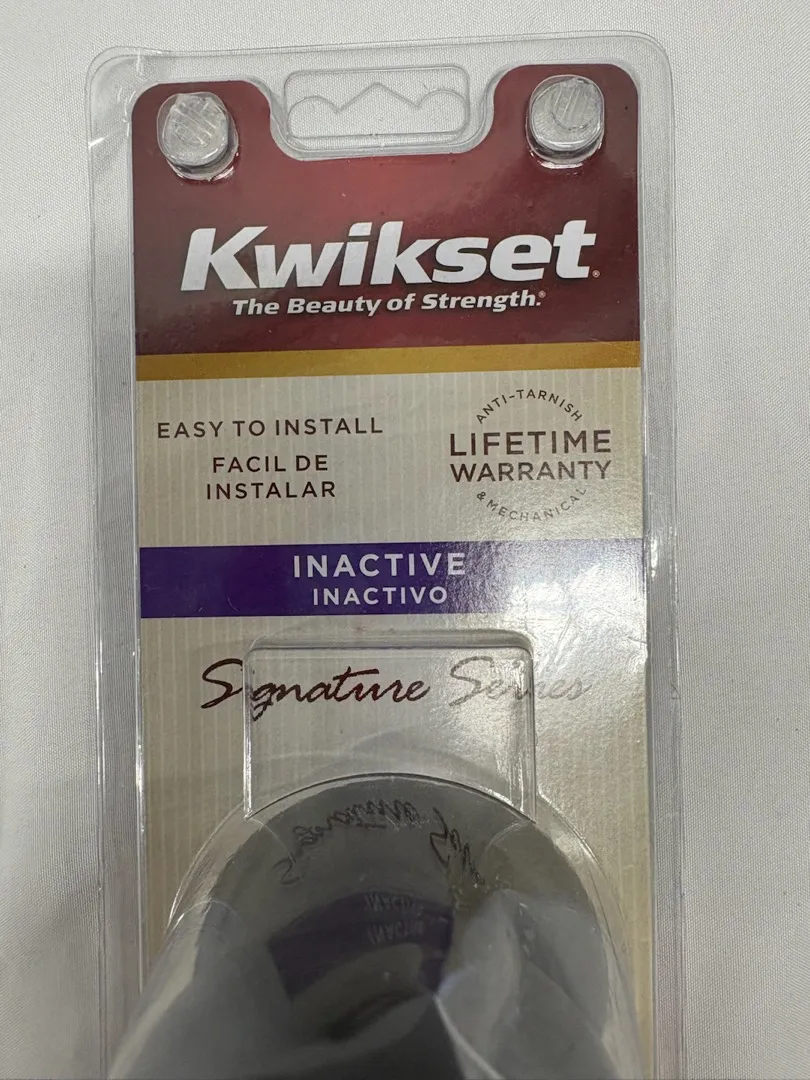 Kwikset®
The Beauty of Strength.®
EASY TO INSTALL
FACIL DE
INSTALAR
ANTI-TARNISH
LIFETIME
WARRANTY
& MECHANICAL
INACTIVE
INACTIVO
Signature Series